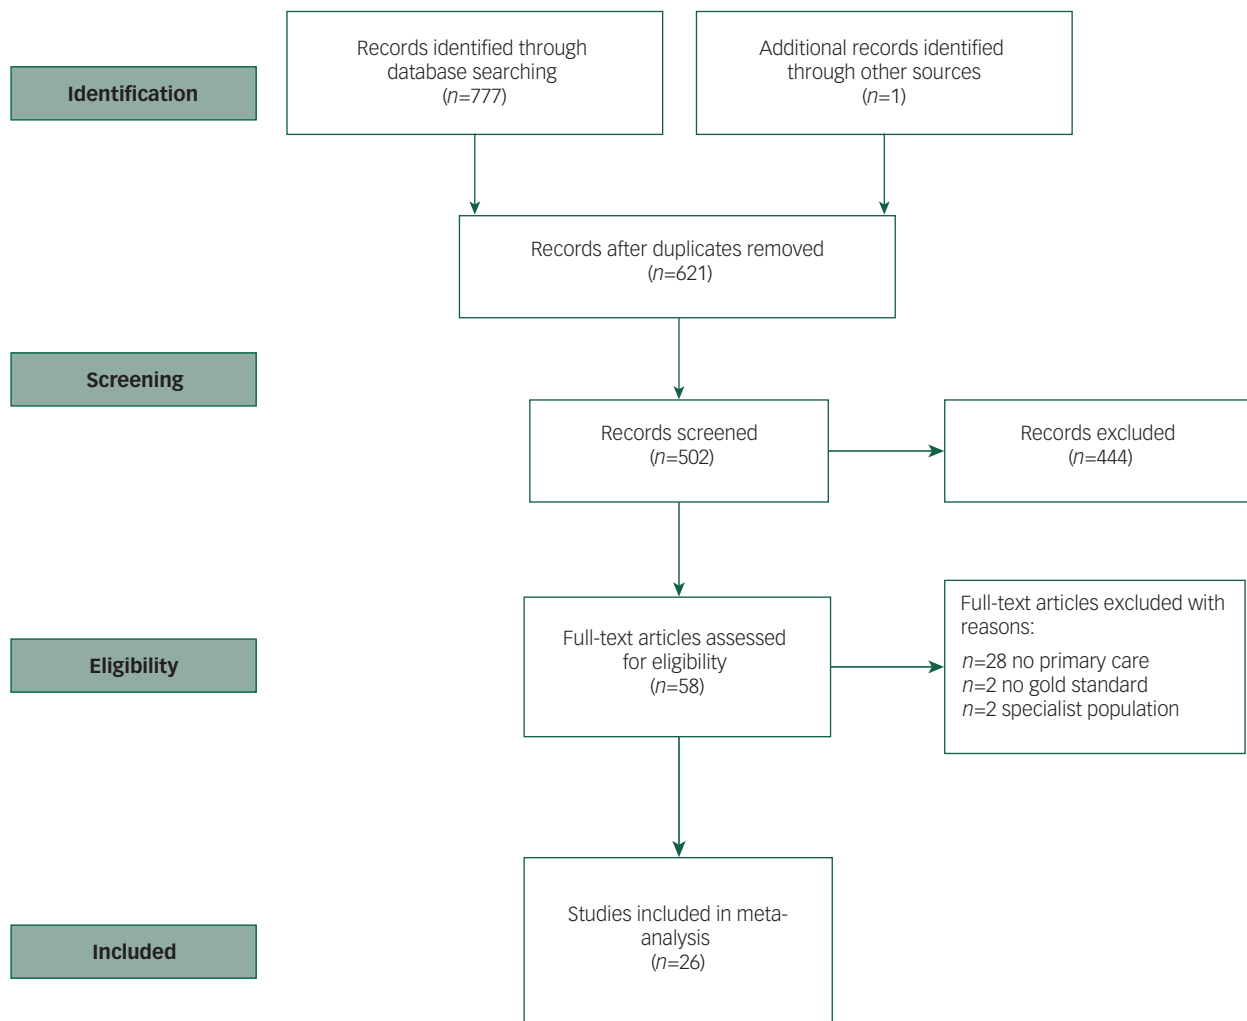 Records identified through
database searching
(n=777)
Additional records identified
through other sources
(n=1)
Identification
Records after duplicates removed
(n=621)
Screening
Records screened
(n=502)
Records excluded
(n=444)
Eligibility
Full-text articles assessed
for eligibility
(n=58)
Full-text articles excluded with
reasons:
n=28 no primary care
n=2 no gold standard
n=2 specialist population
Included
Studies included in meta-
analysis
(n=26)